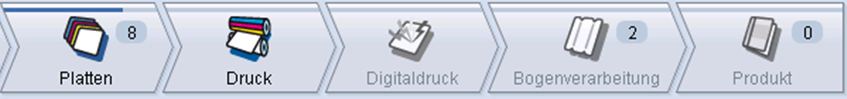 8
Platten
Druck
Digitaldruck
2
Bogenverarbeitung
0
Produkt